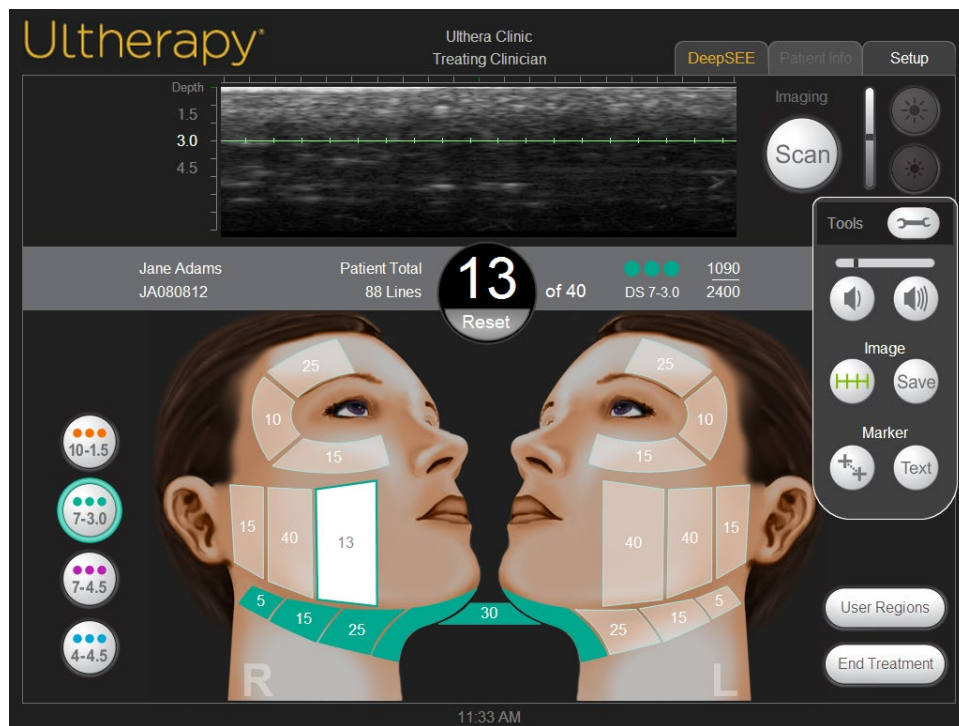 Ultherapy
Ulthera Clinic
Treating Clinician
DeepSEE
Patient Info
Setup
Depth
1.5
3.0
4.5
Imaging
Scan
Tools
Jane Adams
JA080812
Patient Total
88 Lines
13
of 40
Reset
DS 7-3.0
1090
2400
Image
Save
Marker
Text
25
10
15
25
10
15
10-1.5
7-3.0
7-4.5
4-4.5
15
40
13
40
40
15
5
15
25
30
25
15
5
R
L
User Regions
End Treatment
11:33 AM